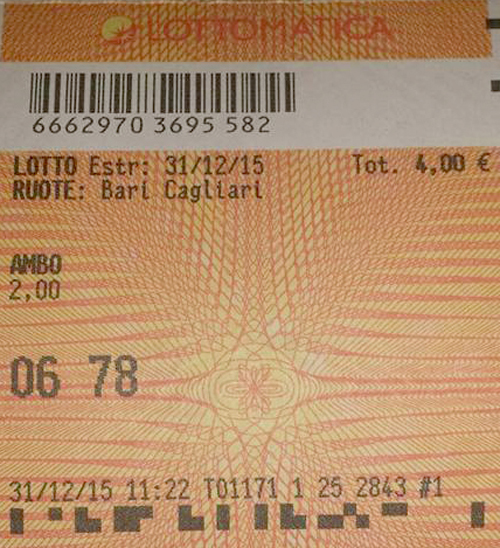 LOTTOMATICA
6662970 3695 582
LOTTO Estr: 31/12/15 Tot. 4,00 €
RUOTE: Bari Cagliari
AMBO
2,00
06 78
31/12/15 11:22 T01171 1 25 2843 #1